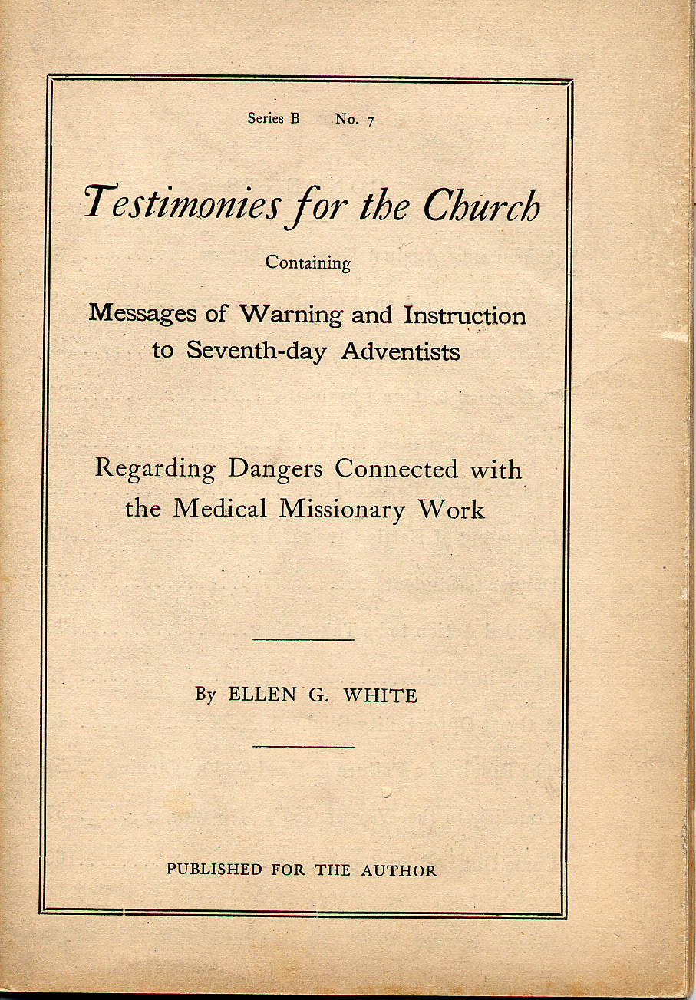 Series B No. 7
Testimonies for the Church
Containing
Messages of Warning and Instruction
to Seventh-day Adventists
Regarding Dangers Connected with
the Medical Missionary Work
By ELLEN G. WHITE
PUBLISHED FOR THE AUTHOR